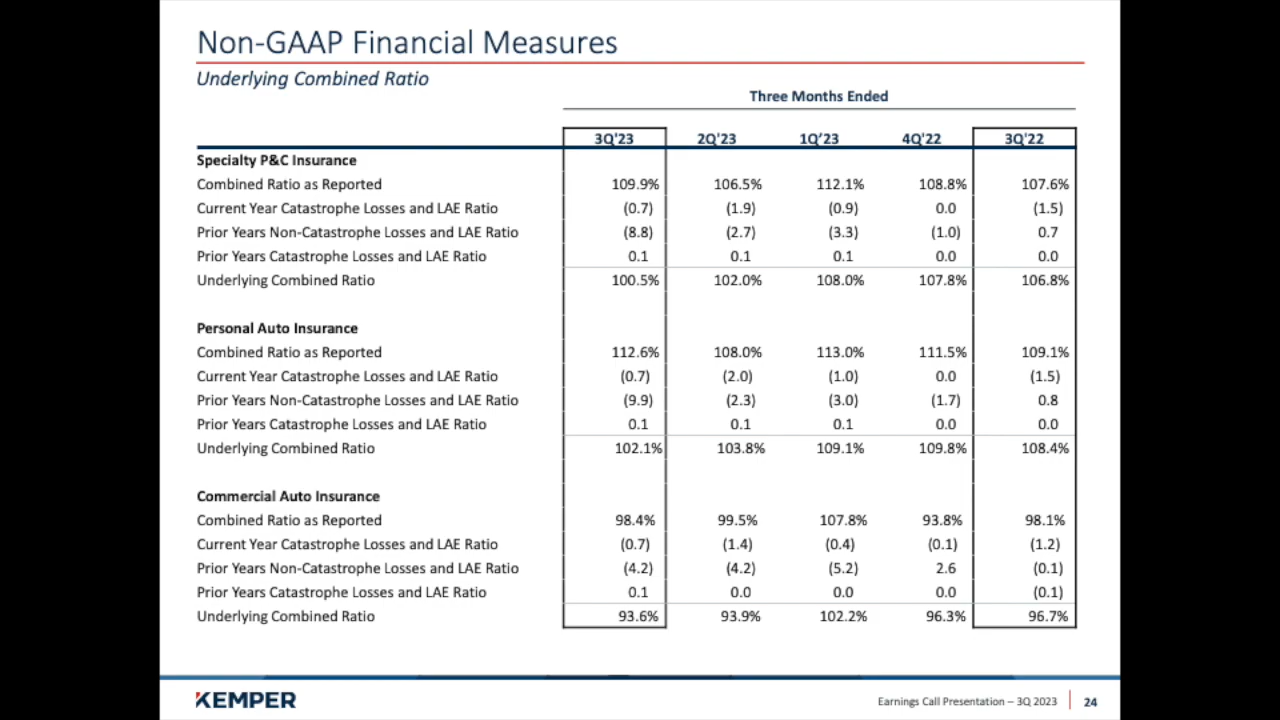 Non-GAAP Financial Measures
Underlying Combined Ratio
Three Months Ended
3Q'23 2Q'23 1Q’23 4Q'22 3Q'22
Specialty P&C Insurance
Combined Ratio as Reported 109.9% 106.5% 112.1% 108.8% 107.6%
Current Year Catastrophe Losses and LAE Ratio (0.7) (1.9) (0.9) 0.0 (1.5)
Prior Years Non-Catastrophe Losses and LAE Ratio (8.8) (2.7) (3.3) (1.0) 0.7
Prior Years Catastrophe Losses and LAE Ratio 0.1 0.1 0.1 0.0 0.0
Underlying Combined Ratio 100.5% 102.0% 108.0% 107.8% 106.8%
Personal Auto Insurance
Combined Ratio as Reported 112.6% 108.0% 113.0% 111.5% 109.1%
Current Year Catastrophe Losses and LAE Ratio (0.7) (2.0) (1.0) 0.0 (1.5)
Prior Years Non-Catastrophe Losses and LAE Ratio (9.9) (2.3) (3.0) (1.7) 0.8
Prior Years Catastrophe Losses and LAE Ratio 0.1 0.1 0.1 0.0 0.0
Underlying Combined Ratio 102.1% 103.8% 109.1% 109.8% 108.4%
Commercial Auto Insurance
Combined Ratio as Reported 98.4% 99.5% 107.8% 93.8% 98.1%
Current Year Catastrophe Losses and LAE Ratio (0.7) (1.4) (0.4) (0.1) (1.2)
Prior Years Non-Catastrophe Losses and LAE Ratio (4.2) (4.2) (5.2) 2.6 (0.1)
Prior Years Catastrophe Losses and LAE Ratio 0.1 0.0 0.0 0.0 (0.1)
Underlying Combined Ratio 93.6% 93.9% 102.2% 96.3% 96.7%
KEMPER Earnings Call Presentation – 3Q 2023 24